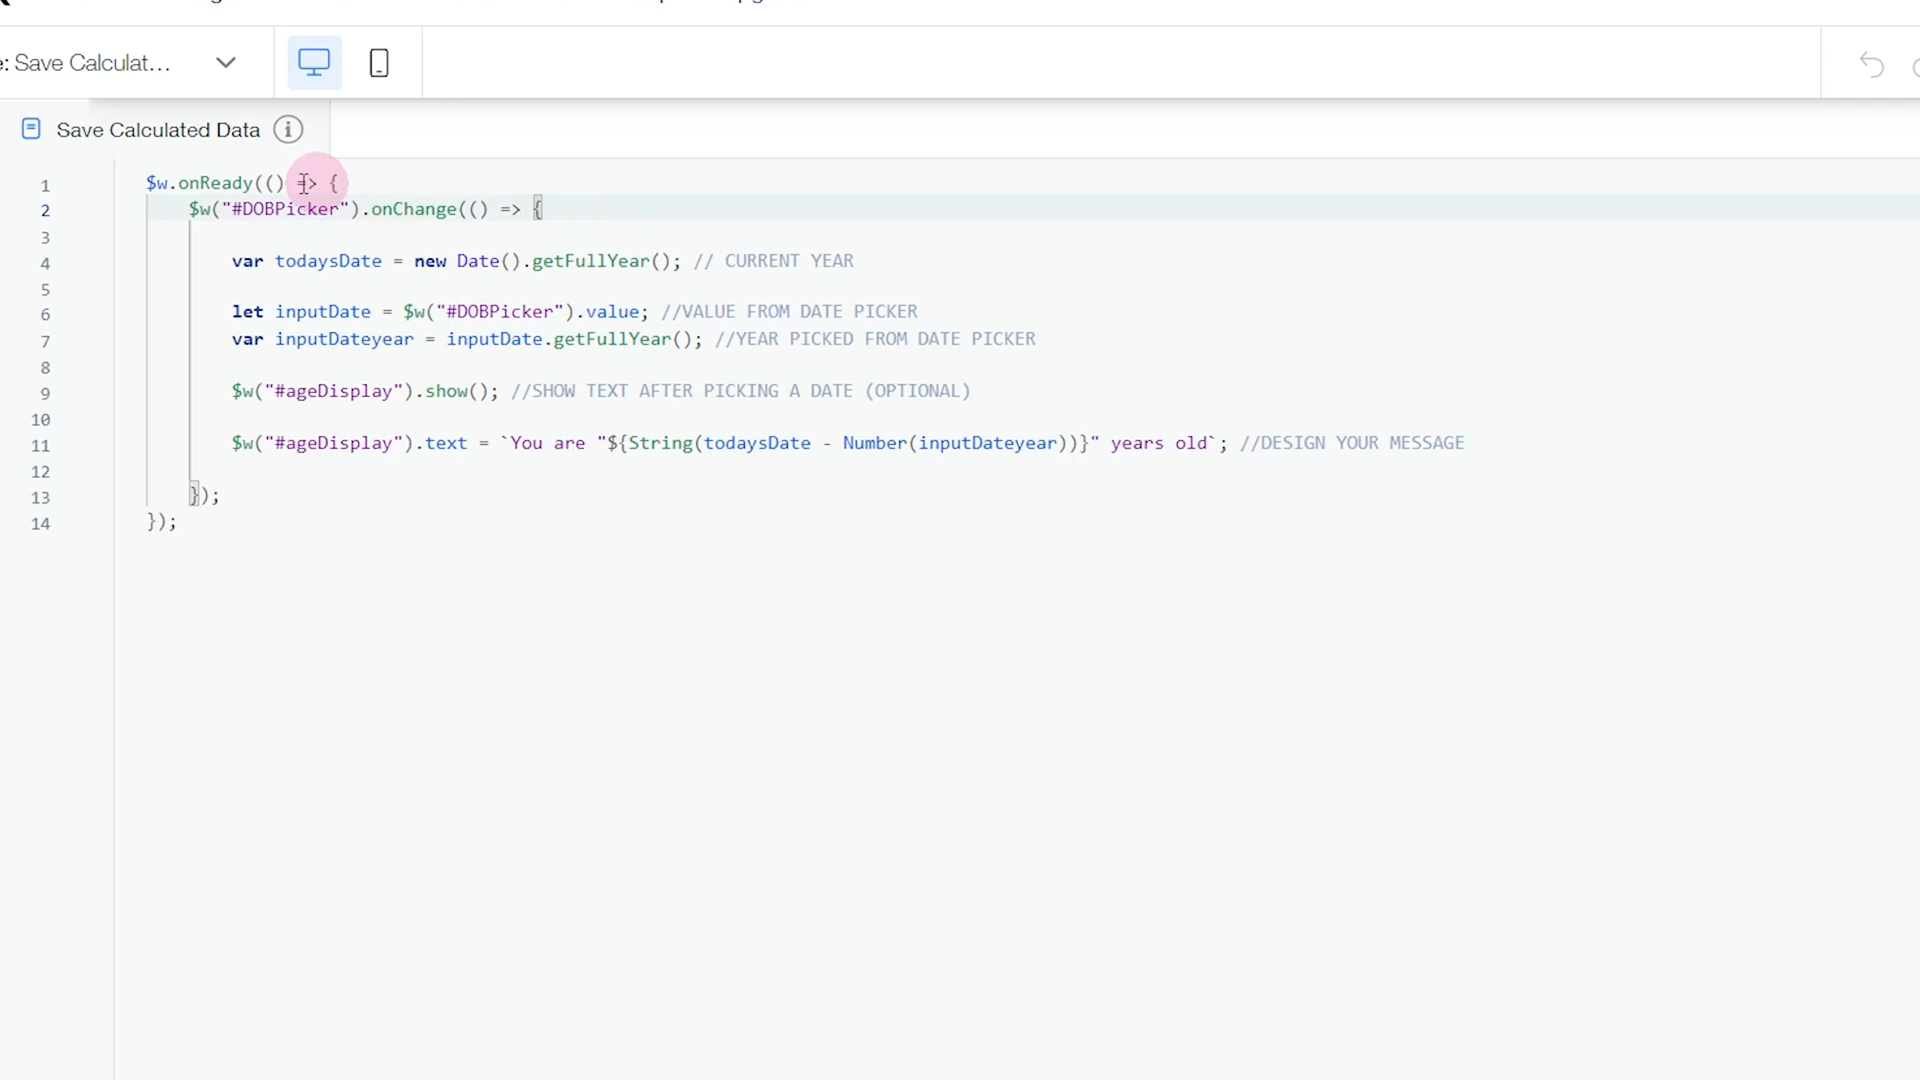 : Save Calculat...
Save Calculated Data
1 $w.onReady(() => {
2 $w("#DOBPicker").onChange(() => {
3
4 var todaysDate = new Date().getFullYear(); // CURRENT YEAR
5
6 let inputDate = $w("#DOBPicker").value; //VALUE FROM DATE PICKER
7 var inputDateyear = inputDate.getFullYear(); //YEAR PICKED FROM DATE PICKER
8
9 $w("#ageDisplay").show(); //SHOW TEXT AFTER PICKING A DATE (OPTIONAL)
10
11 $w("#ageDisplay").text = `You are "${String(todaysDate - Number(inputDateyear))}" years old`; //DESIGN YOUR MESSAGE
12
13 });
14 });